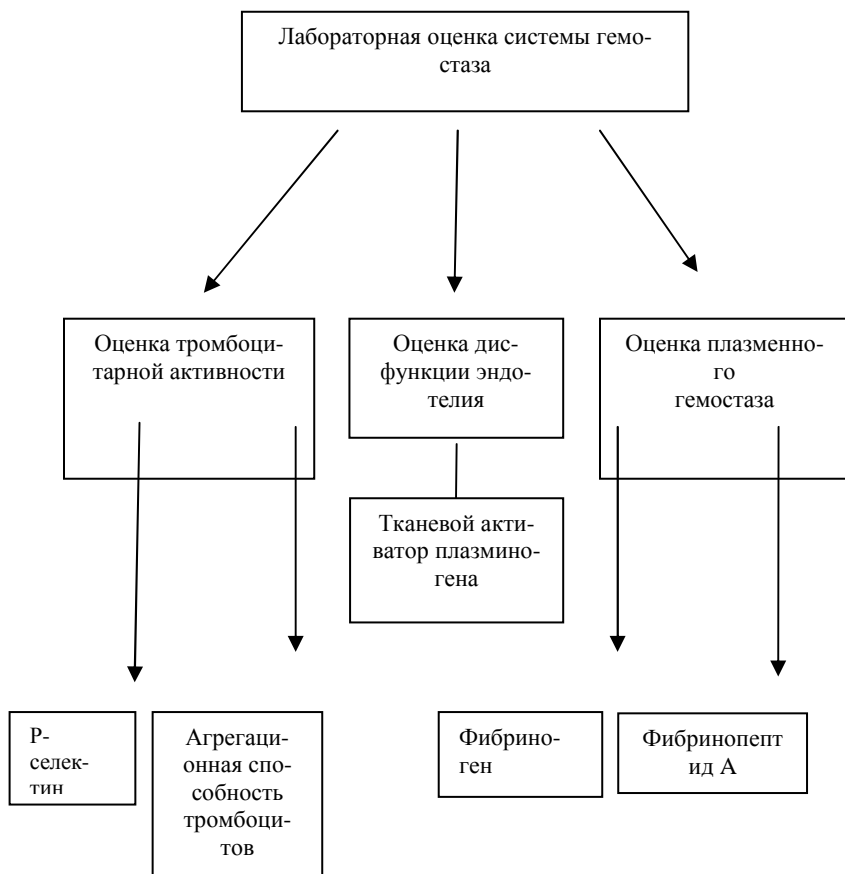 Лабораторная оценка системы гемо-
стаза
Оценка тромбоци-
тарной активности
Оценка дис-
функции эндо-
телия
Оценка плазменно-
го
гемостаза
Тканевой акти-
ватор плазмино-
гена
Р-
селек-
тин
Агрегаци-
онная спо-
собность
тромбоци-
тов
Фибрино-
ген
Фибринопепт
ид А